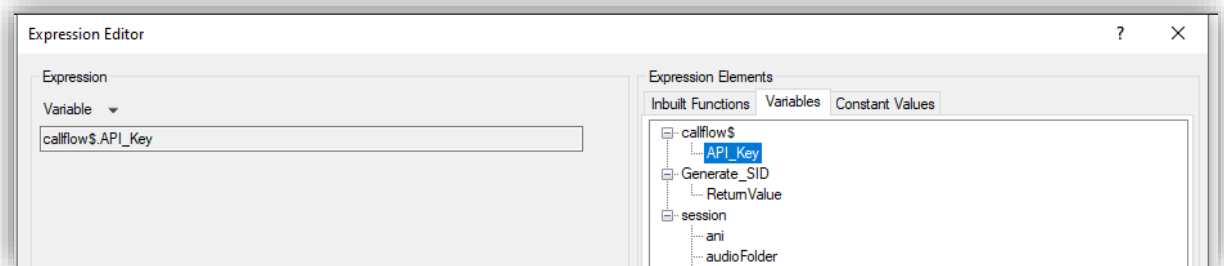 Expression Editor
?
Expression
Variable
callflow$.API_Key
Expression Elements
Inbuilt Functions Variables Constant Values
callflow$
API_Key
Generate_SID
ReturnValue
session
ani
audioFolder